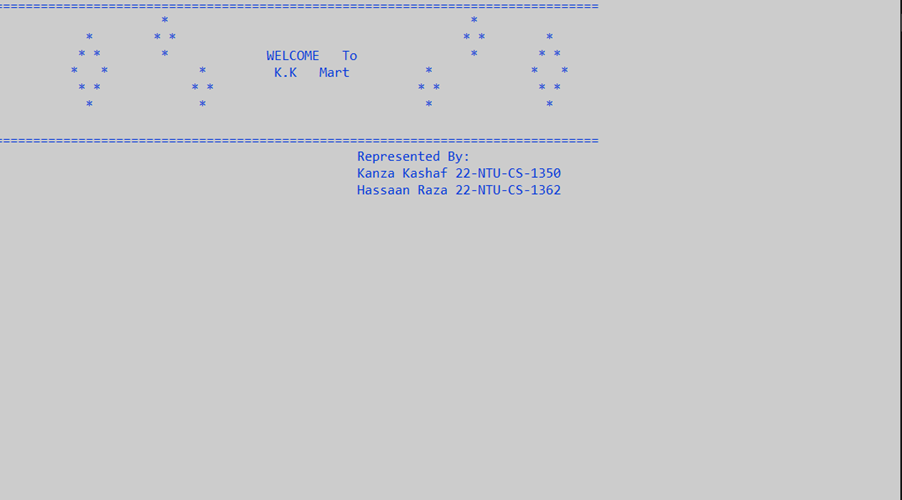 ================================================================================
* *
* * * * * *
* * * WELCOME To * * *
* * * K.K Mart * * *
* * * * * * * *
* * * *
================================================================================
Represented By:
Kanza Kashaf 22-NTU-CS-1350
Hassaan Raza 22-NTU-CS-1362